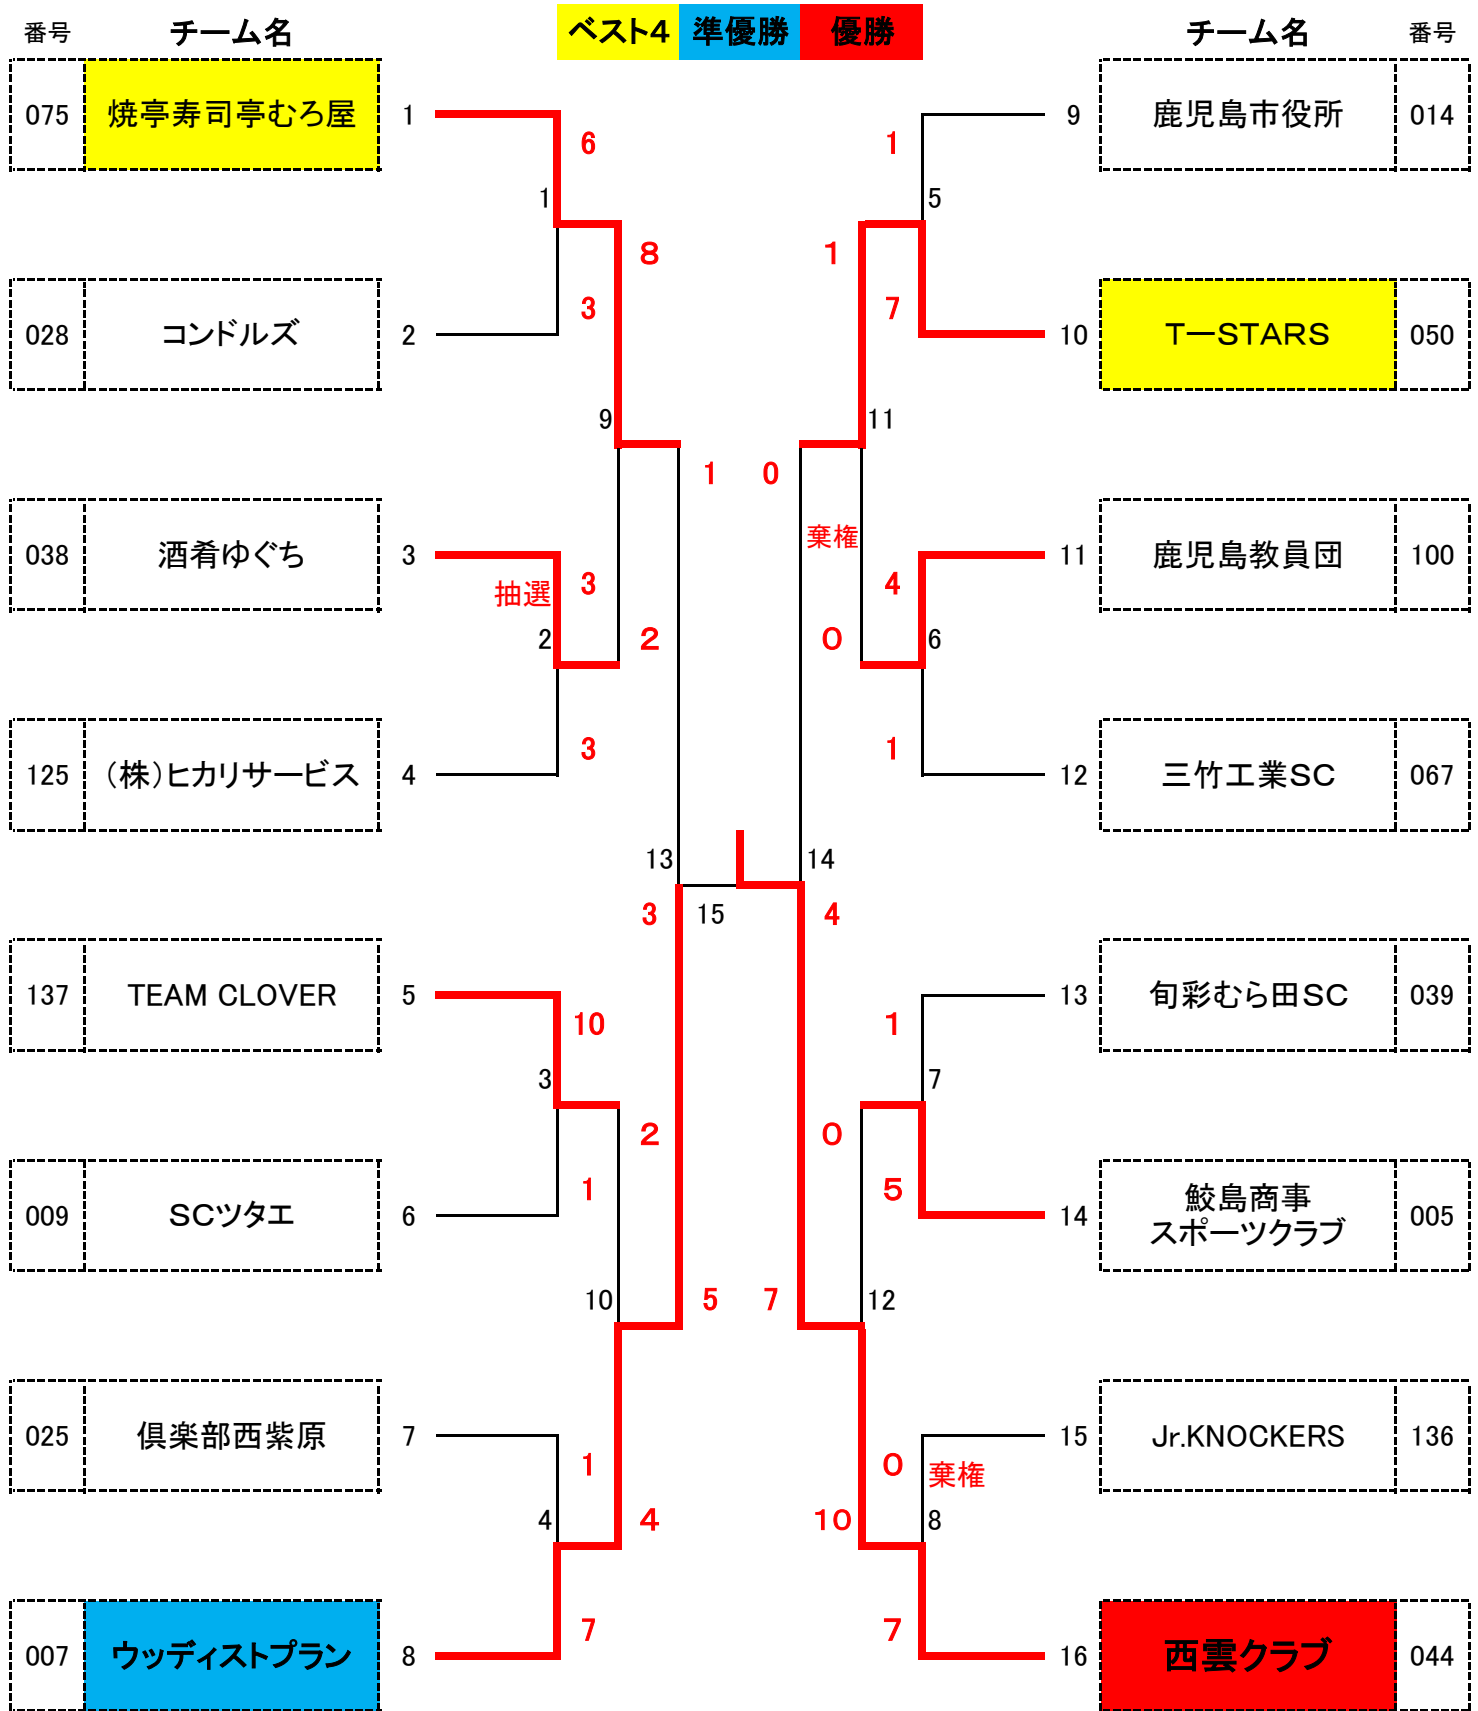 番号 チーム名 ベスト4 準優勝 優勝 チーム名 番号
075 焼亭寿司亭むろ屋 1 6 1 9 鹿児島市役所 014
1 5
8 1
028 コンドルズ 2 3 7 10 T－STARS 050
9 11
1 0
038 酒肴ゆぐち 3 抽選 3 棄権 4 11 鹿児島教員団 100
2 2 0 6
125 （株）ヒカリサービス 4 3 1 12 三竹工業SC 067
13 14
3 15 4
137 TEAM CLOVER 5 10 1 13 旬彩むら田SC 039
3 7
2 0
009 SCツタエ 6 1 5 14 鮫島商事
スポーツクラブ 005
10 5 7 12
025 倶楽部西紫原 7 1 0 棄権 15 Jr.KNOCKERS 136
4 4 10 8
007 ウッディストプラン 8 7 7 16 西雲クラブ 044